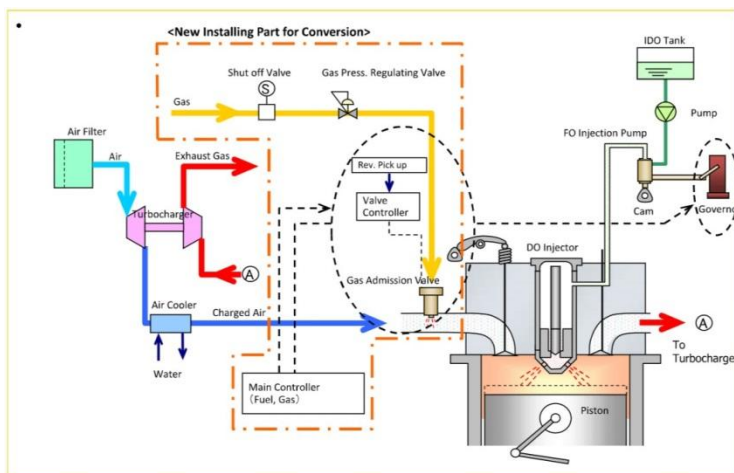 <New Installing Part for Conversion>
IDO Tank
Shut off Valve
Gas Press. Regulating Valve
S
Gas
Pump
Air Filter
FO Injection Pump
Air
Exhaust Gas
Rev. Pick up
Turbocharger
Valve
Controller
Cam
Governo
DO Injector
A
Gas Admission Valve
Air Cooler
Charged Air
A
To
Turbocharge
Water
Main Controller
(Fuel, Gas)
Piston